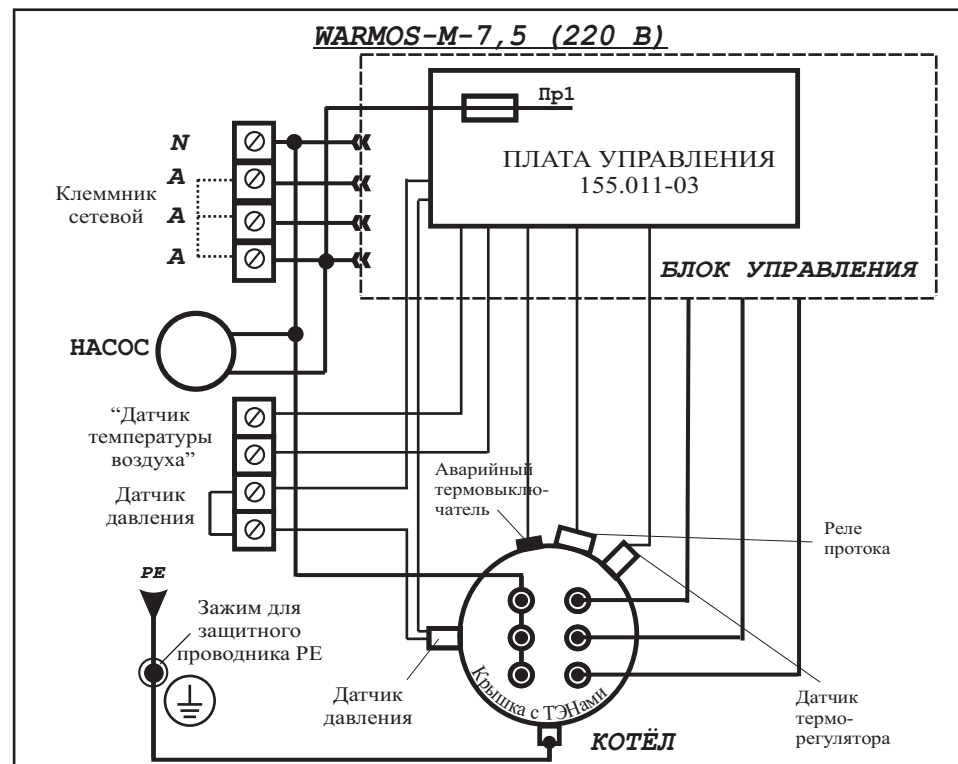 WARMOS-M-7,5 (220 В)
Пр1
ПЛАТА УПРАВЛЕНИЯ
155.011-03
N
A
A
A
Клеммник
сетевой
БЛОК УПРАВЛЕНИЯ
НАСОС
“Датчик
температуры
воздуха”
Датчик
давления
Аварийный
термовыклю-
чатель
Реле
протока
PE
Зажим для
защитного
проводника PE
Датчик
давления
Крышка с ТЭНами
КОТЁЛ
Датчик
термо-
регулятора